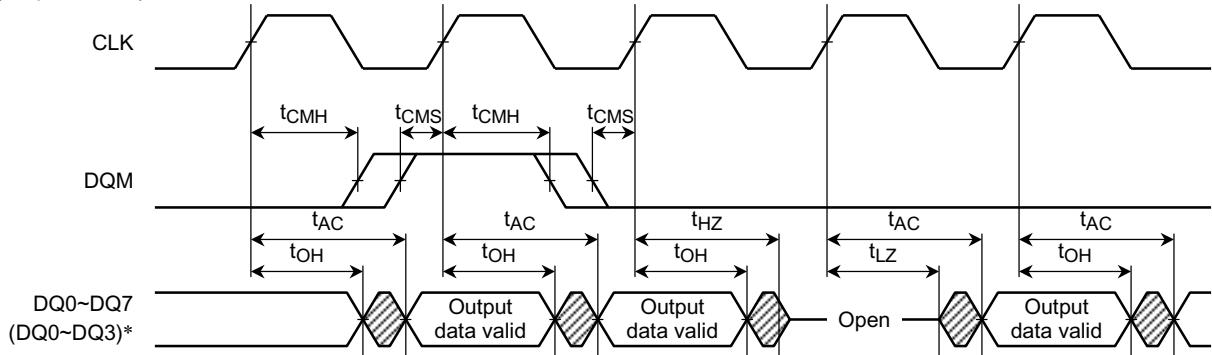 CLK
tCMH tCMS tCMH tCMS
DQM
tAC tAC tHZ tAC tAC
tOH tOH tOH tLZ tOH
DQ0~DQ7
(DQ0~DQ3)*
Output
data valid
Output
data valid
Open
Output
data valid